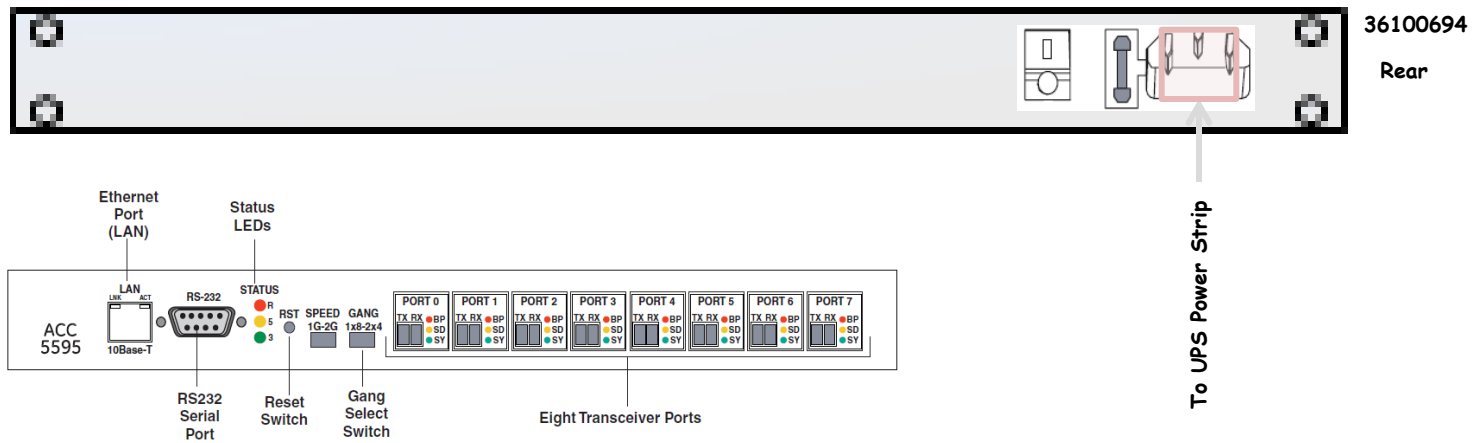 36100694
Rear
To UPS Power Strip
Ethernet
Port
(LAN)
Status
LEDs
LAN
LNK ACT
10Base-T
RS-232
STATUS
R
5
3
RST
SPEED
1G-2G
GANG
1x8-2x4
ACC
5595
PORT 0
TX RX
BP
SD
SY
PORT 1
TX RX
BP
SD
SY
PORT 2
TX RX
BP
SD
SY
PORT 3
TX RX
BP
SD
SY
PORT 4
TX RX
BP
SD
SY
PORT 5
TX RX
BP
SD
SY
PORT 6
TX RX
BP
SD
SY
PORT 7
TX RX
BP
SD
SY
RS232
Serial
Port
Reset
Switch
Gang
Select
Switch
Eight Transceiver Ports